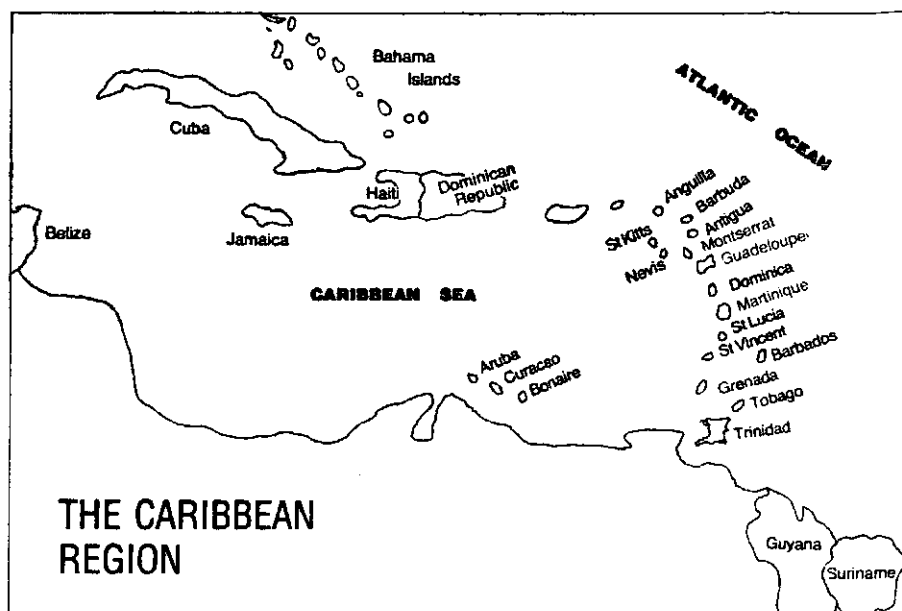 Bahama
Islands
ATLANTIC OCEAN
Cuba
Haiti
Dominican
Republic
Anguilla
Barbuda
Antigua
St Kitts
Montserrat
Nevis
Guadeloupe
Belize
Jamaica
CARIBBEAN SEA
Dominica
Martinique
St Lucia
St Vincent
Barbados
Aruba
Curacao
Bonaire
Grenada
Tobago
Trinidad
THE CARIBBEAN
REGION
Guyana
Suriname